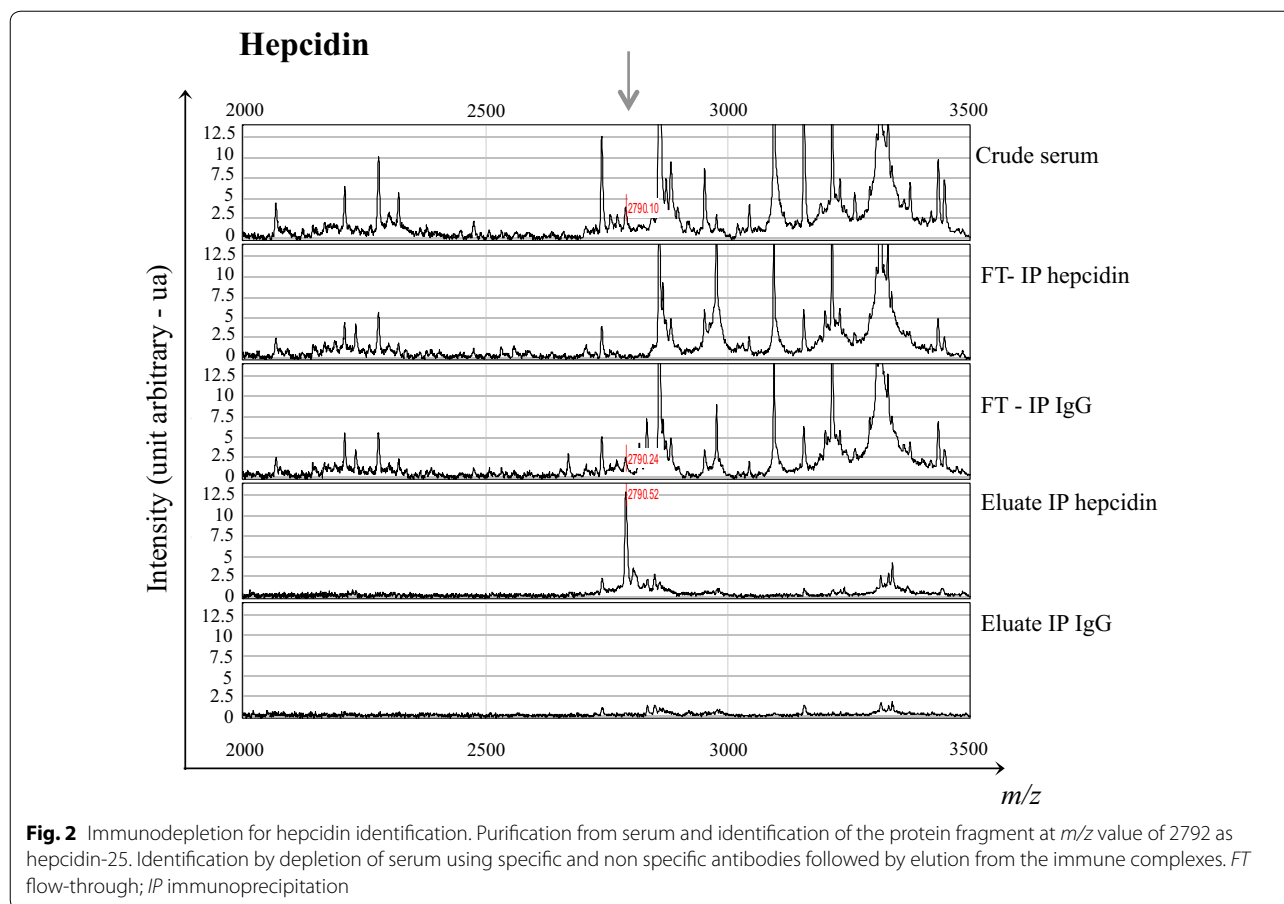 Hepcidin
2000 2500 3000 3500
12.5
10
7.5
5
2.5
0
2790.10
Crude serum
12.5
10
7.5
5
2.5
0
FT- IP hepcidin
12.5
10
7.5
5
2.5
0
2790.24
FT - IP IgG
12.5
10
7.5
5
2.5
0
2790.52
Eluate IP hepcidin
12.5
10
7.5
5
2.5
0
Eluate IP IgG
2000 2500 3000 3500
Intensity (unit arbitrary - ua)
m/z
Fig. 2 Immunodepletion for hepcidin identification. Purification from serum and identification of the protein fragment at m/z value of 2792 as
hepcidin-25. Identification by depletion of serum using specific and non specific antibodies followed by elution from the immune complexes. FT
flow-through; IP immunoprecipitation